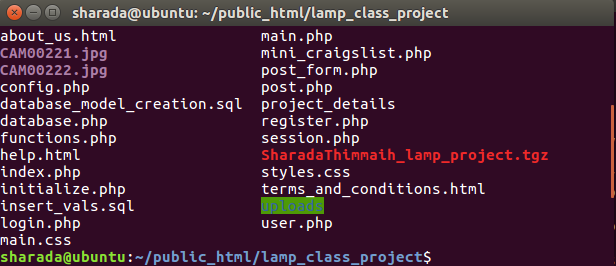 sharada@ubuntu: ~/public_html/lamp_class_project
about_us.html main.php
CAM00221.jpg mini_craigslist.php
CAM00222.jpg post_form.php
config.php post.php
database_model_creation.sql project_details
database.php register.php
functions.php session.php
help.html SharadaThimmaih_lamp_project.tgz
index.php styles.css
initialize.php terms_and_conditions.html
insert_vals.sql uploads
login.php user.php
main.css
sharada@ubuntu:~/public_html/lamp_class_project$